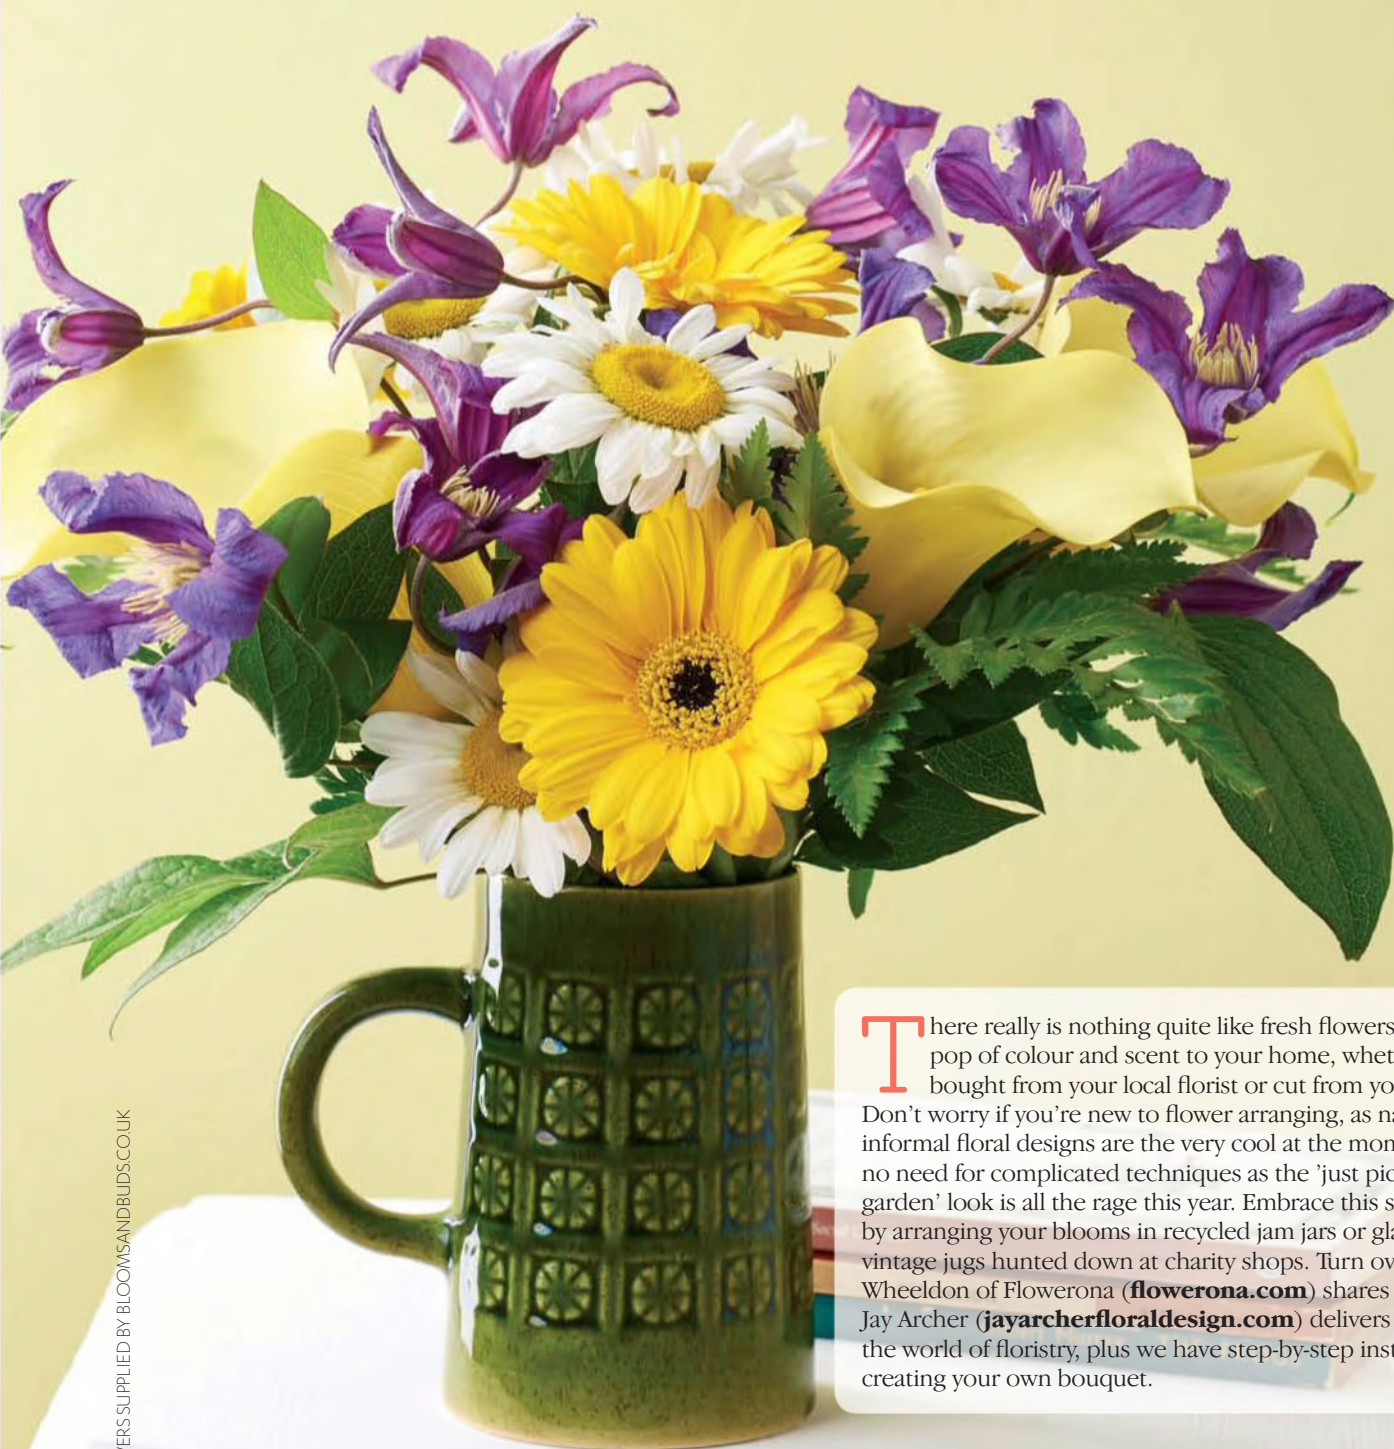 There really is nothing quite like fresh flowers
pop of colour and scent to your home,
bought from your local florist or cut from
Don't worry if you're new to flower arranging, as
informal floral designs are the very cool at the
no need for complicated techniques as the 'just
garden' look is all the rage this year. Embrace this
by arranging your blooms in recycled jam jars or
vintage jugs hunted down at charity shops. Turn
Wheeldon of Flowerona (flowerona.com) shares
Jay Archer (jayarcherfloraldesign.com) delivers
the world of floristry, plus we have step-by-step
creating your own bouquet.
SUPPLIED BY BLOOMSANDBUDS.CO.UK